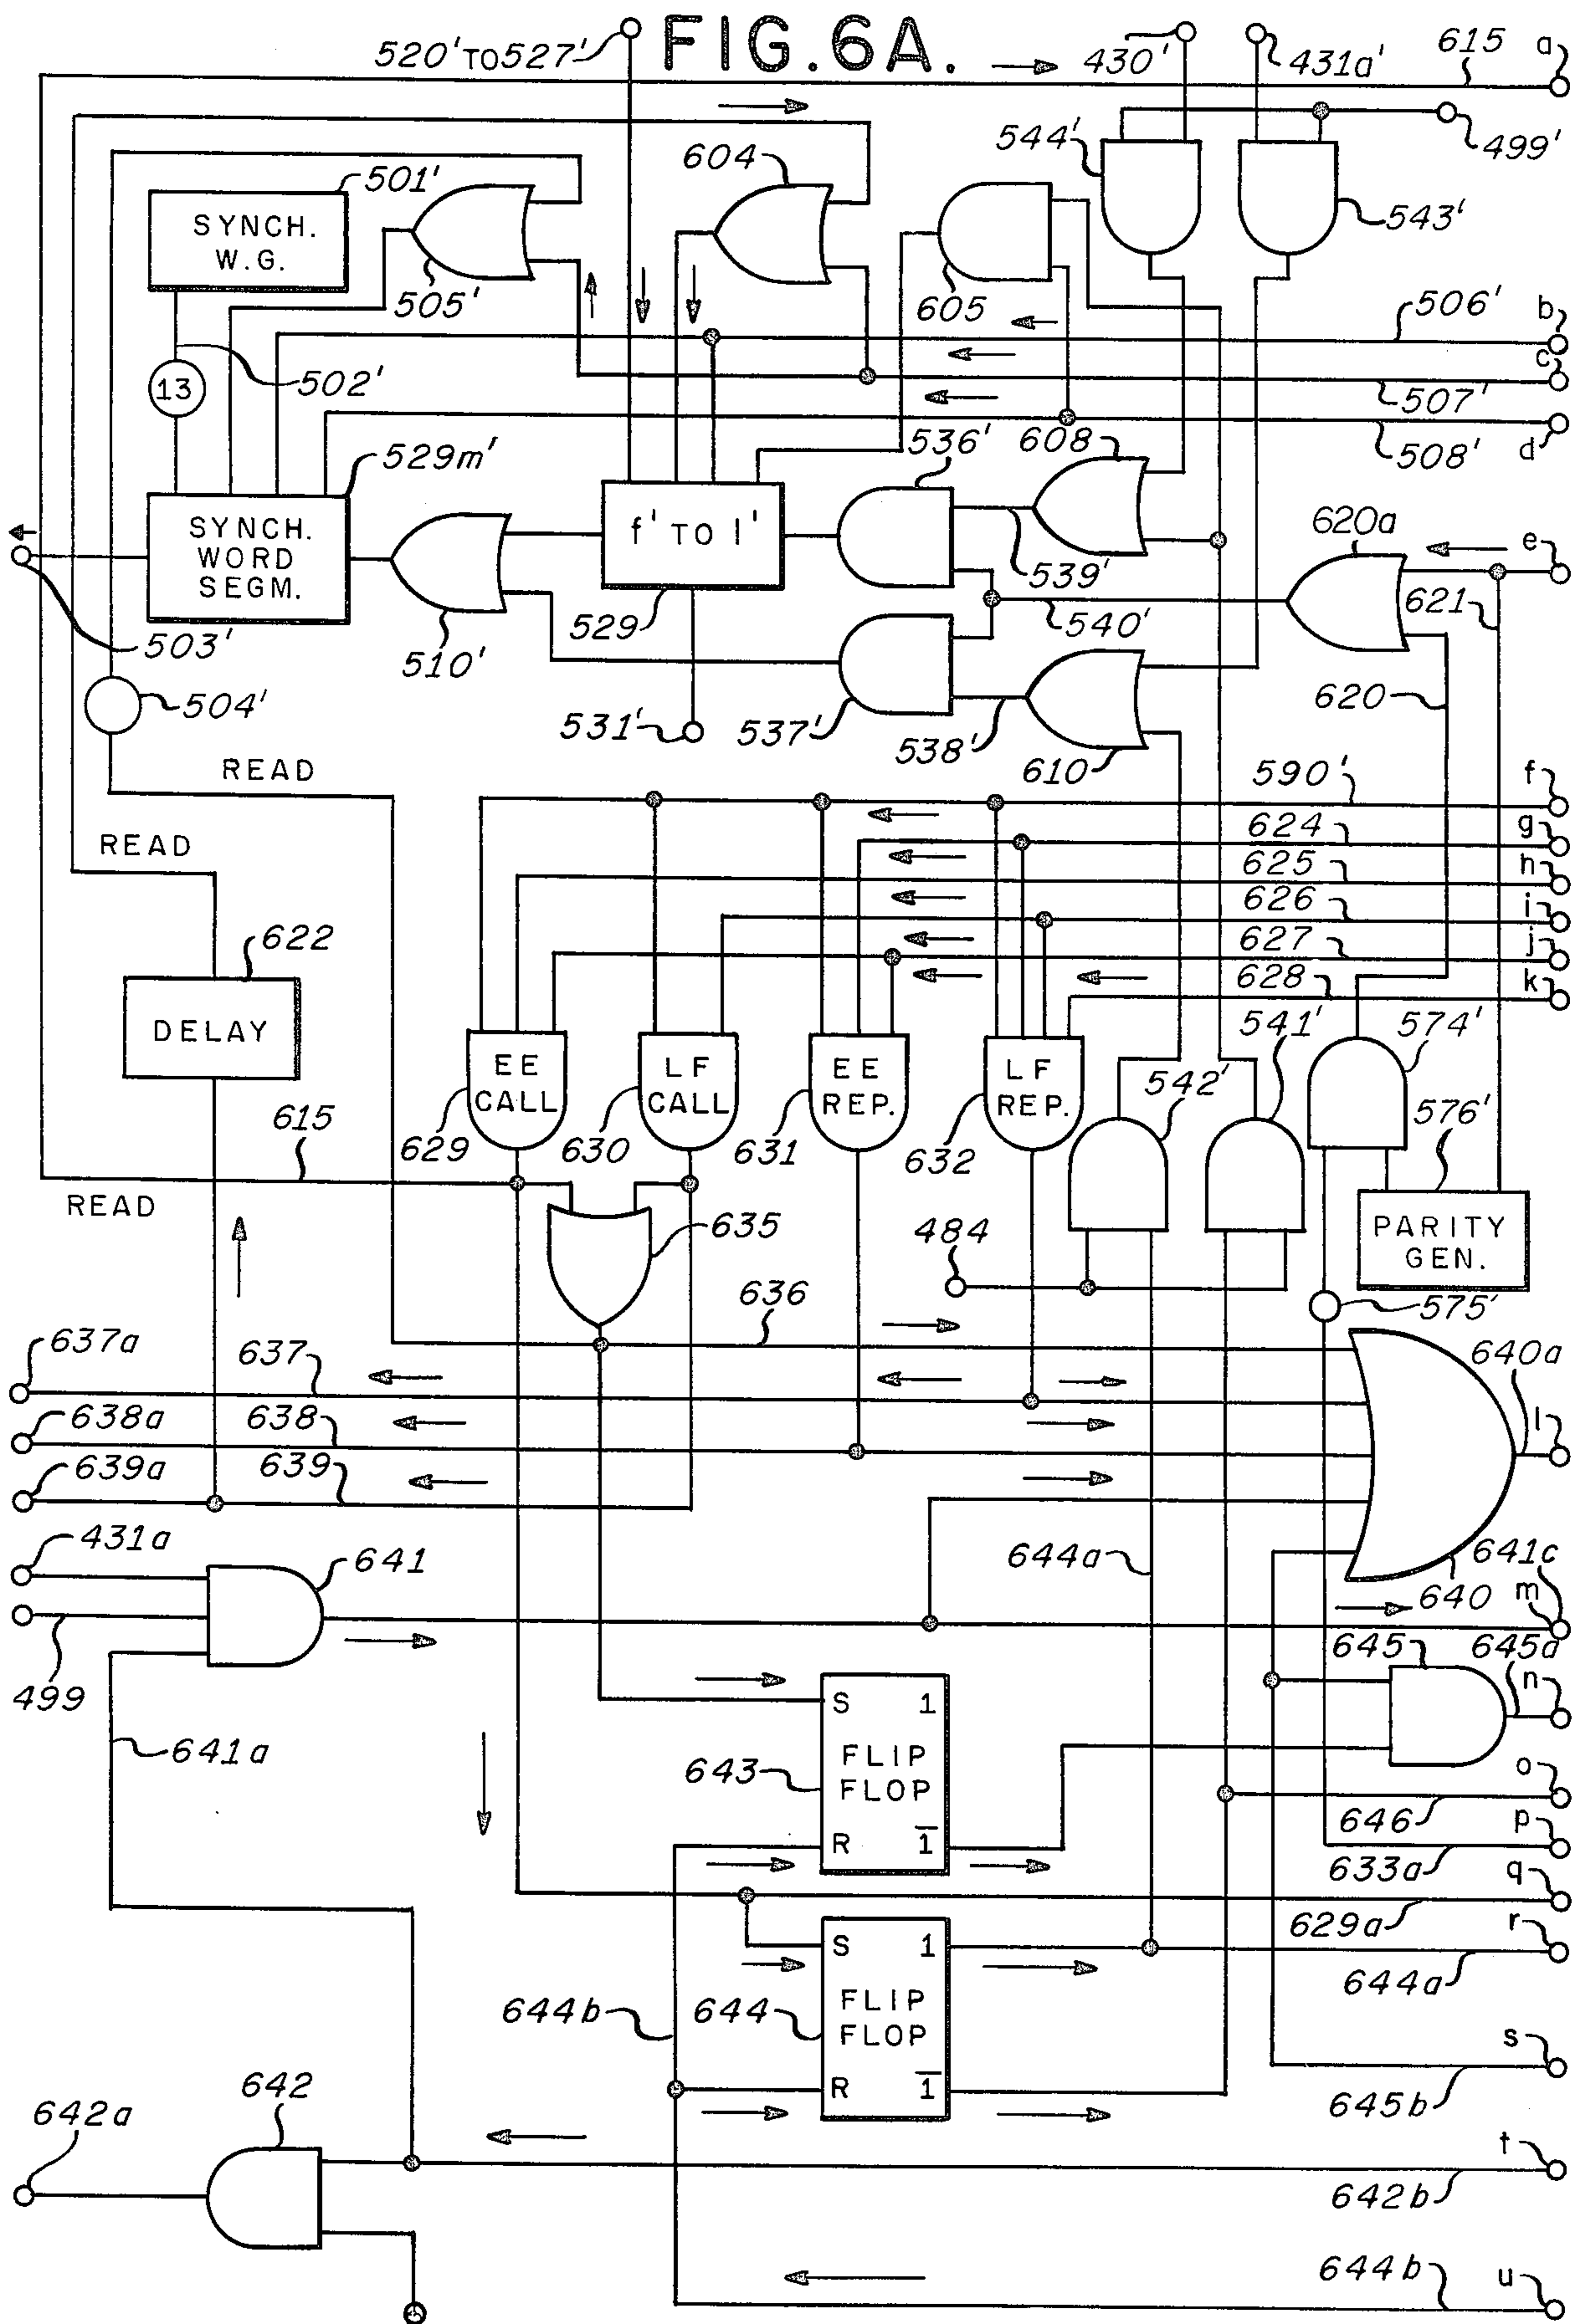 FIG. 6A.
520' TO 527'
430'
431a'
615
a
499'
544'
543'
604
501'
SYNCH.
W.G.
505'
605
506'
b
c
502'
13
507'
508'
d
529m'
536'
608
SYNCH.
WORD
SEGM.
f' TO l'
620a
e
539'
621
529
540'
503'
510'
504'
531'
537'
538'
610
620
READ
590'
f
624
g
READ
625
h
626
i
622
627
j
628
k
DELAY
541'
574'
EE
CALL
LF
CALL
EE
REP.
LF
REP.
542'
576'
615
629
630
631
632
READ
635
484
PARITY
GEN.
636
575'
637a
637
640a
638a
638
l
639a
639
431a
641
644a
641c
640
m
499
645
645a
n
S 1
641a
643
FLIP
FLOP
o
646
p
R 1̅
633a
q
629a
r
S 1
644a
644b
644
FLIP
FLOP
s
642
R 1̅
645b
642a
t
642b
644b
u